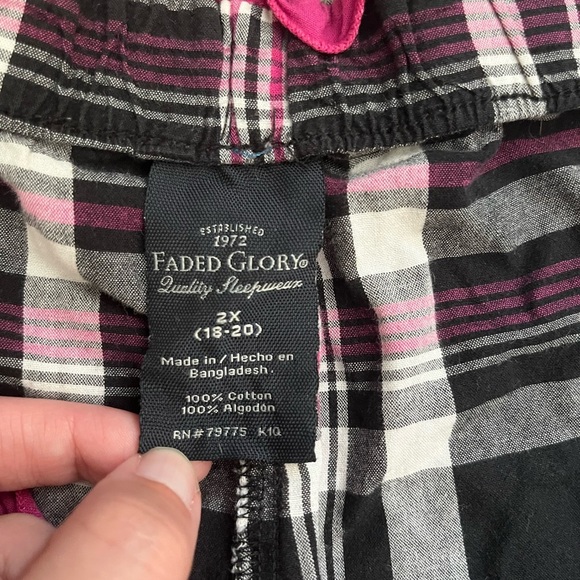 ESTABLISHED
1972
FADED GLORY®
Quality Sleepwear
2X
(18-20)
Made in / Hecho en
Bangladesh.
100% Cotton
100% Algodón
RN# 79775 K1Q